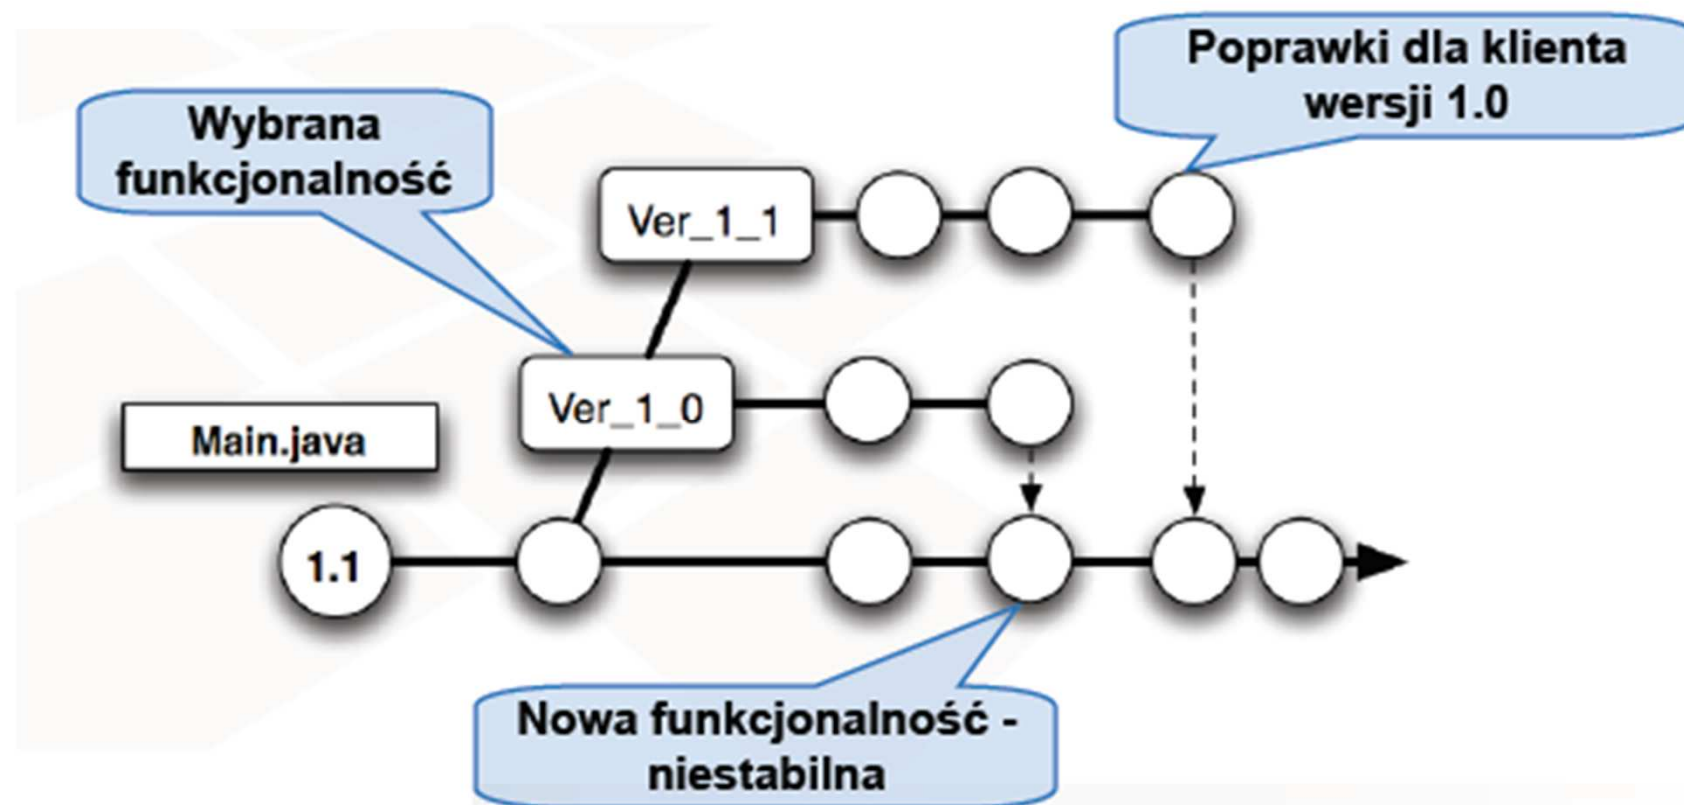 Poprawki dla klienta
wersji 1.0
Wybrana
funkcjonalność
Ver_1_1
Ver_1_0
Main.java
1.1
Nowa funkcjonalność -
niestabilna